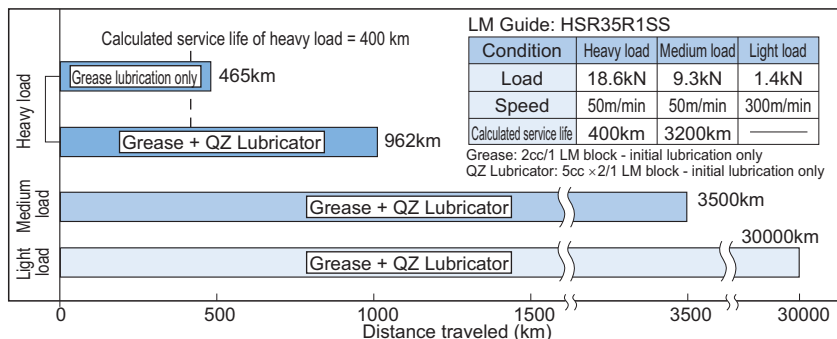 Calculated service life of heavy load = 400 km
Heavy load
Grease lubrication only
465km
Grease + QZ Lubricator
962km
Medium
load
Grease + QZ Lubricator
3500km
Light
load
Grease + QZ Lubricator
30000km
0 500 1000 1500 3500 30000
Distance traveled (km)
LM Guide: HSR35R1SS
Condition Heavy load Medium load Light load
Load 18.6kN 9.3kN 1.4kN
Speed 50m/min 50m/min 300m/min
Calculated service life 400km 3200km ———
Grease: 2cc/1 LM block - initial lubrication only
QZ Lubricator: 5cc ×2/1 LM block - initial lubrication only